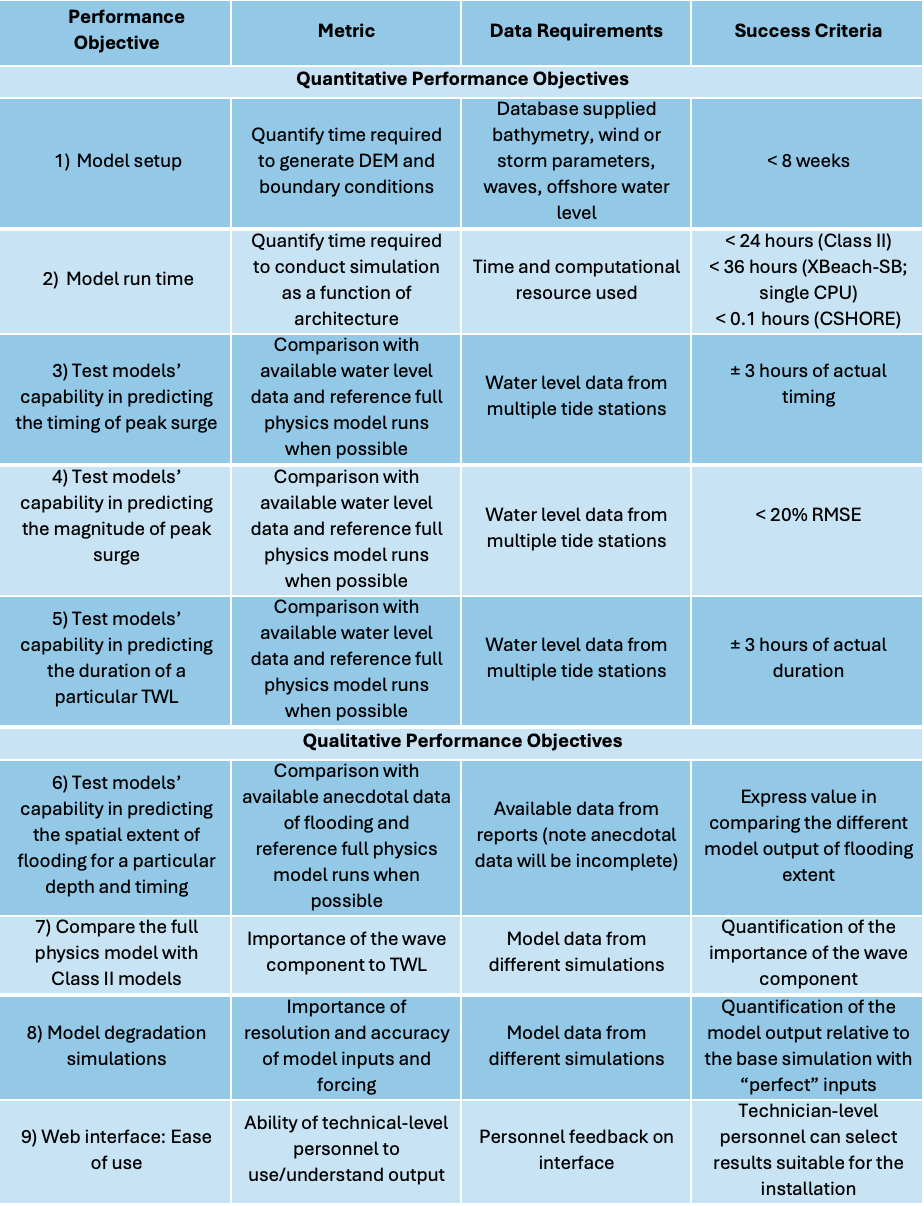 Performance
Objective
Metric
Data Requirements
Success Criteria
Quantitative Performance Objectives
1) Model setup
Quantify time required
to generate DEM and
boundary conditions
Database supplied
bathymetry, wind or
storm parameters,
waves, offshore water
level
< 8 weeks
2) Model run time
Quantify time required
to conduct simulation
as a function of
architecture
Time and computational
resource used
< 24 hours (Class II)
< 36 hours (XBeach-SB;
single CPU)
< 0.1 hours (CSHORE)
3) Test models’
capability in predicting
the timing of peak surge
Comparison with
available water level
data and reference full
physics model runs
when possible
Water level data from
multiple tide stations
± 3 hours of actual
timing
4) Test models’
capability in predicting
the magnitude of peak
surge
Comparison with
available water level
data and reference full
physics model runs
when possible
Water level data from
multiple tide stations
< 20% RMSE
5) Test models’
capability in predicting
the duration of a
particular TWL
Comparison with
available water level
data and reference full
physics model runs
when possible
Water level data from
multiple tide stations
± 3 hours of actual
duration
Qualitative Performance Objectives
6) Test models’
capability in predicting
the spatial extent of
flooding for a particular
depth and timing
Comparison with
available anecdotal data
of flooding and
reference full physics
model runs when
possible
Available data from
reports (note anecdotal
data will be incomplete)
Express value in
comparing the different
model output of flooding
extent
7) Compare the full
physics model with
Class II models
Importance of the wave
component to TWL
Model data from
different simulations
Quantification of the
importance of the wave
component
8) Model degradation
simulations
Importance of
resolution and accuracy
of model inputs and
forcing
Model data from
different simulations
Quantification of the
model output relative to
the base simulation with
“perfect” inputs
9) Web interface: Ease
of use
Ability of technical-level
personnel to
use/understand output
Personnel feedback on
interface
Technician-level
personnel can select
results suitable for the
installation